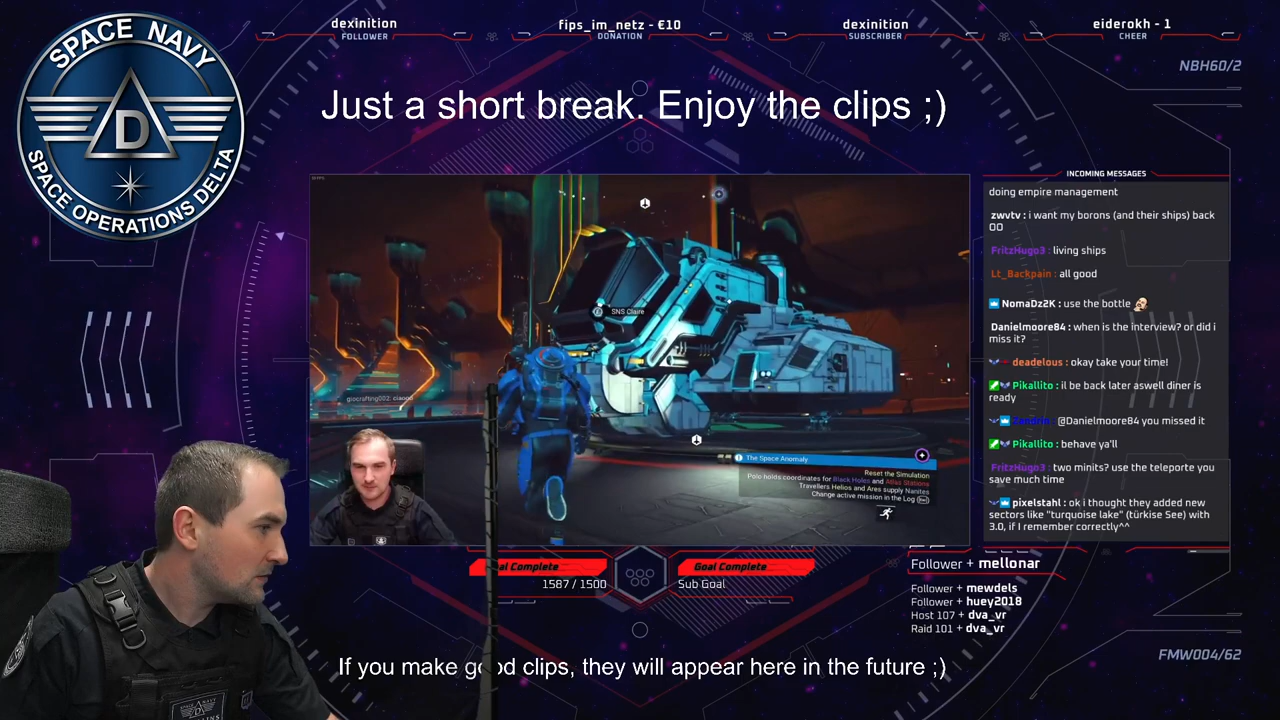 SPACE NAVY
D
SPACE OPERATIONS DELTA
dexinition
FOLLOWER
fips_im_netz - €10
DONATION
dexinition
SUBSCRIBER
eiderokh - 1
CHEER
NBH60/2
Just a short break. Enjoy the clips ;)
INCOMING MESSAGES
doing empire management
zwvtv : i want my borons (and their ships) back
OO
FritzHugo3 : living ships
Lt_Backpain : all good
NomaDz2K : use the bottle
Danielmoore84 : when is the interview? or did i
miss it?
deadelous : okay take your time!
Pikallito : il be back later aswell diner is
ready
@Danielmoore84 you missed it
Pikallito : behave ya'll
FritzHugo3 : two minits? use the teleporte you
save much time
pixelstahl : ok i thought they added new
sectors like "turquoise lake" (türkise See) with
3.0, if I remember correctly^^
SNS Claire
giocrafting002: ciaooo
The Space Anomaly
Reset the Simulation
Polo holds coordinates for Black Holes and Atlas Stations
Travellers Helios and Ares supply Nanites
Change active mission in the Log
al Complete
1587 / 1500
Goal Complete
Sub Goal
Follower + mellonar
Follower + mewdels
Follower + huey2018
Host 107 + dva_vr
Raid 101 + dva_vr
FMW004/62
If you make good clips, they will appear here in the future ;)